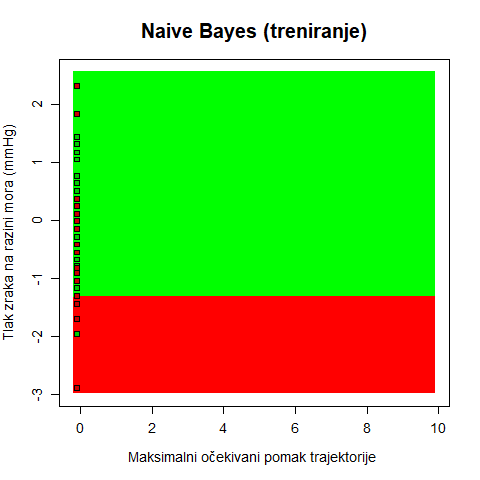 Naive Bayes (treniranje)
Tlak zraka na razini mora (mmHg)
2
1
0
-1
-2
-3
0 2 4 6 8 10
Maksimalni očekivani pomak trajektorije